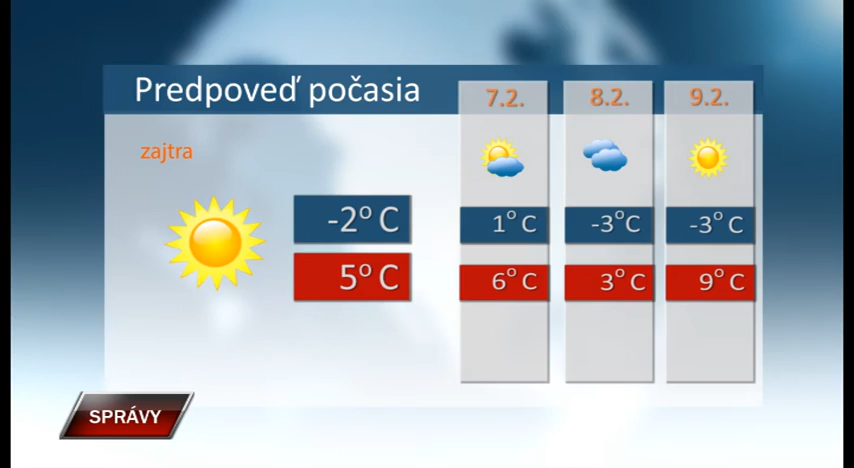 Predpoveď počasia
zajtra
-2° C
5° C
7.2. 8.2. 9.2.
1° C -3°C -3° C
6° C 3° C 9° C
SPRÁVY